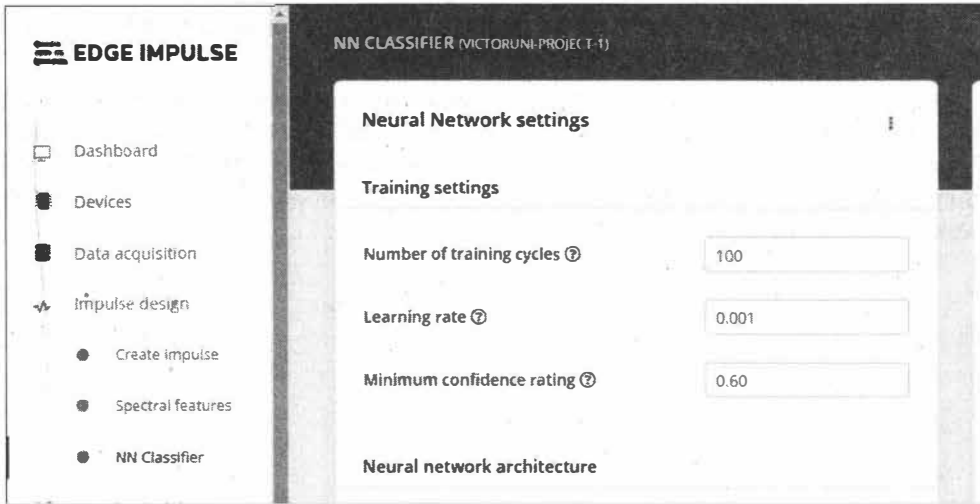 EDGE IMPULSE
Dashboard
Devices
Data acquisition
Impulse design
Create impulse
Spectral features
NN Classifier
NN CLASSIFIER (VICTORUNI-PROJECT-1)
Neural Network settings
Training settings
Number of training cycles ?
100
Learning rate ?
0.001
Minimum confidence rating ?
0.60
Neural network architecture